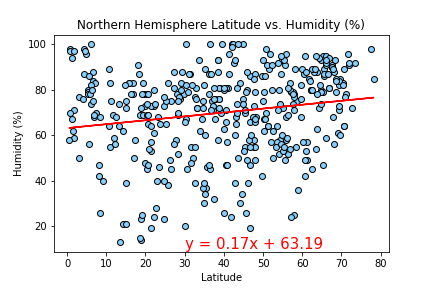 Northern Hemisphere Latitude vs. Humidity (%)
100
80
60
40
20
Humidity (%)
y = 0.17x + 63.19
0 10 20 30 40 50 60 70 80
Latitude